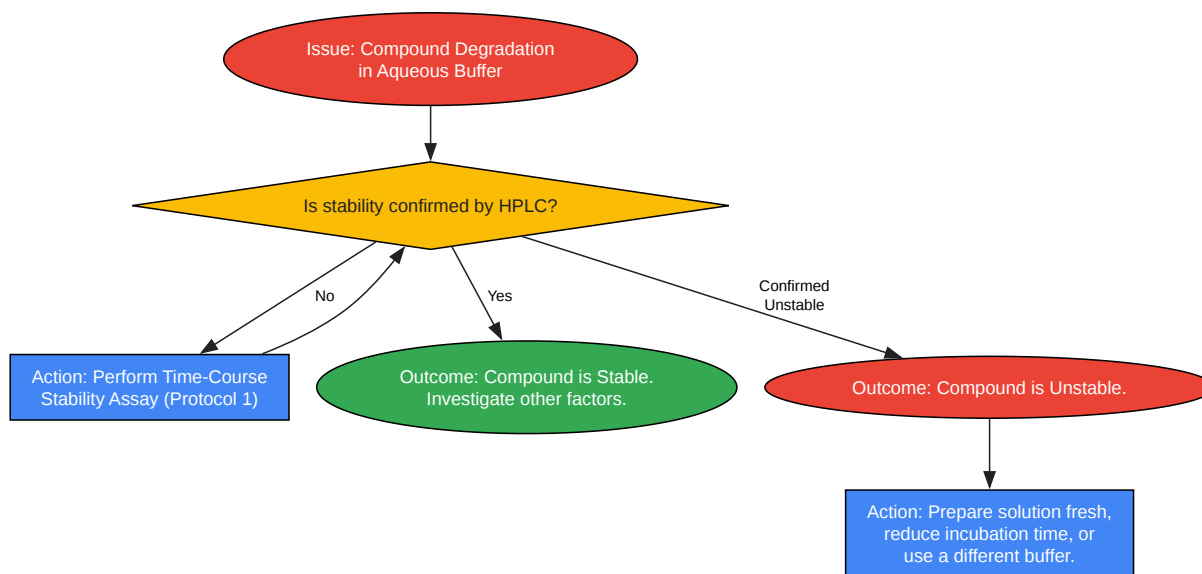 Issue: Compound Degradation
in Aqueous Buffer
Is stability confirmed by HPLC?
No
Yes
Confirmed
Unstable
Action: Perform Time-Course
Stability Assay (Protocol 1)
Outcome: Compound is Stable.
Investigate other factors.
Outcome: Compound is Unstable.
Action: Prepare solution fresh,
reduce incubation time, or
use a different buffer.